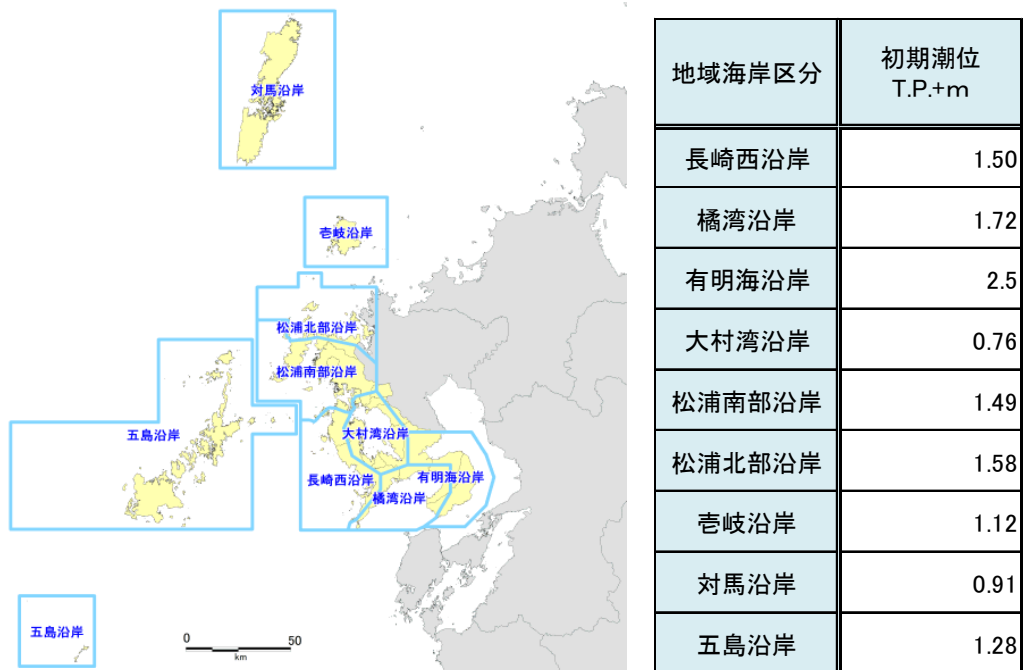 対馬沿岸
壱岐沿岸
松浦北部沿岸
松浦南部沿岸
五島沿岸
大村湾沿岸
長崎西沿岸
有明海沿岸
橘湾沿岸
五島沿岸
0 50
km
地域海岸区分 初期潮位
T.P.+m
長崎西沿岸 1.50
橘湾沿岸 1.72
有明海沿岸 2.5
大村湾沿岸 0.76
松浦南部沿岸 1.49
松浦北部沿岸 1.58
壱岐沿岸 1.12
対馬沿岸 0.91
五島沿岸 1.28